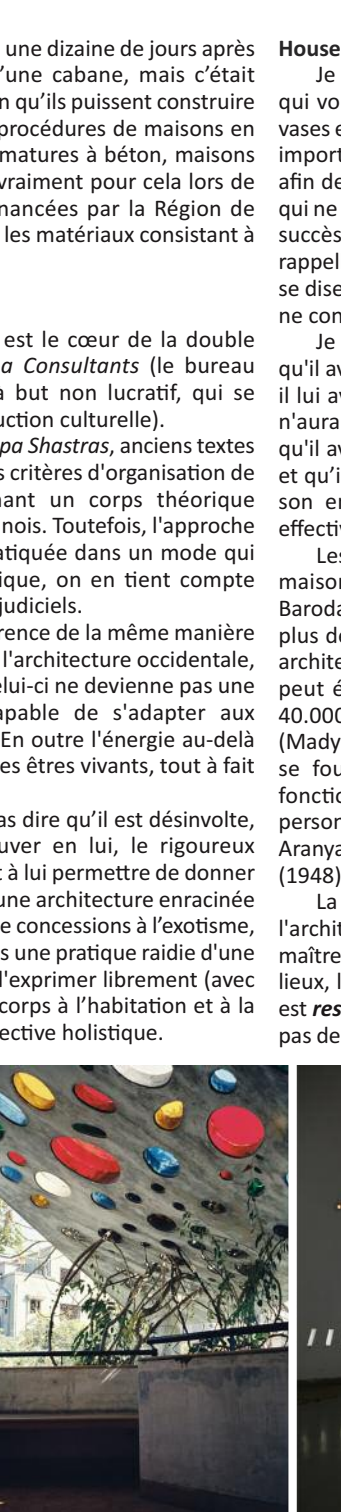 une dizaine de jours après
'une cabane, mais c'était
n qu'ils puissent construire
procédures de maisons en
matures à béton, maisons
vraiment pour cela lors de
nancées par la Région de
les matériaux consistant à
est le cœur de la double
a Consultants (le bureau
à but non lucratif, qui se
uction culturelle).
pa Shastras, anciens textes
s critères d'organisation de
nant un corps théorique
nois. Toutefois, l'approche
atiquée dans un mode qui
ique, on en tient compte
judiciels.
rence de la même manière
l'architecture occidentale,
elui-ci ne devienne pas une
apable de s'adapter aux
En outre l'énergie au-delà
es êtres vivants, tout à fait
as dire qu'il est désinvolte,
uver en lui, le rigoureux
t à lui permettre de donner
une architecture enracinée
e concessions à l'exotisme,
s une pratique raidie d'une
l'exprimer librement (avec
corps à l'habitation et à la
ective holistique.
House
Je
qui vo
vases e
import
afin de
qui ne
succès
rappel
se dise
ne con
Je
qu'il av
il lui av
n'aura
qu'il av
et qu'i
son en
effectiv
Les
maison
Baroda
plus de
archite
peut é
40.000
(Mady
se fou
fonctio
person
Aranya
(1948)
La
l'archit
maître
lieux, l
est res
pas de